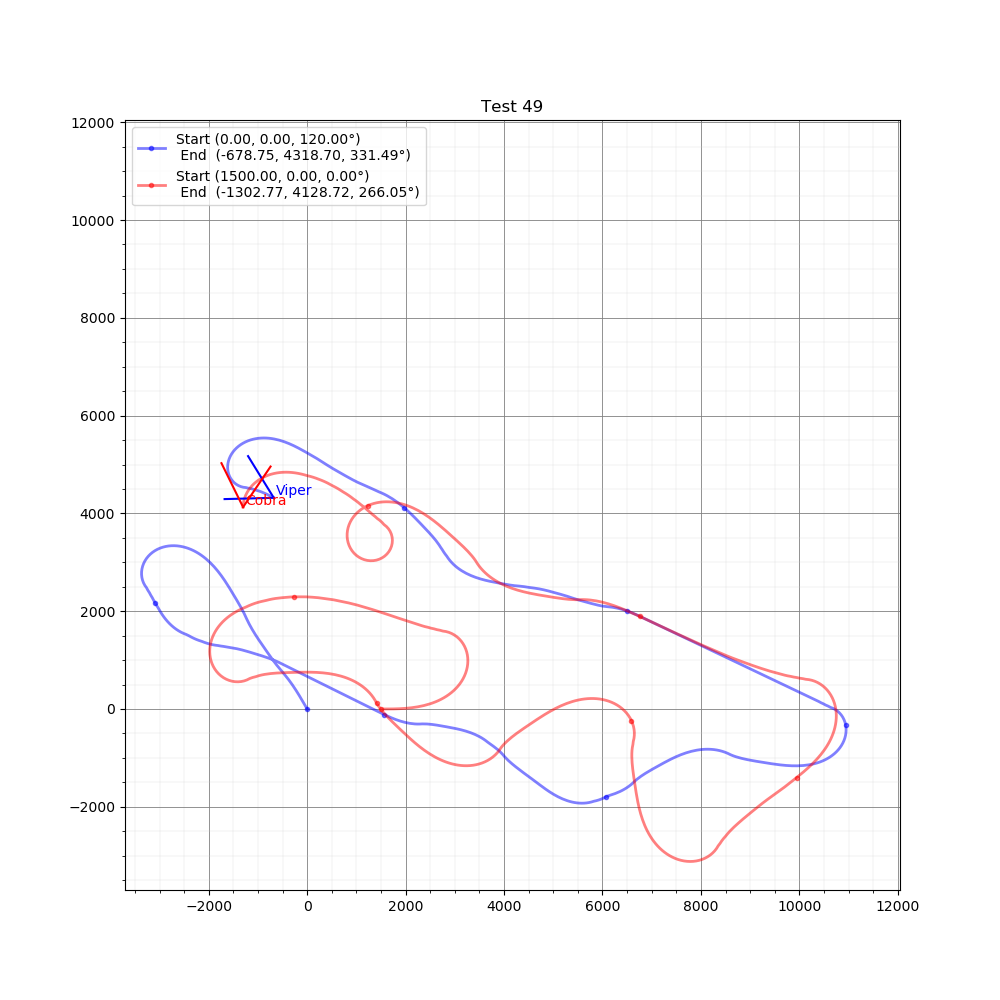 Test 49
Start (0.00, 0.00, 120.00°)
End  (-678.75, 4318.70, 331.49°)
Start (1500.00, 0.00, 0.00°)
End  (-1302.77, 4128.72, 266.05°)
12000
10000
8000
6000
4000
2000
0
−2000
Viper
Cobra
−2000 0 2000 4000 6000 8000 10000 12000